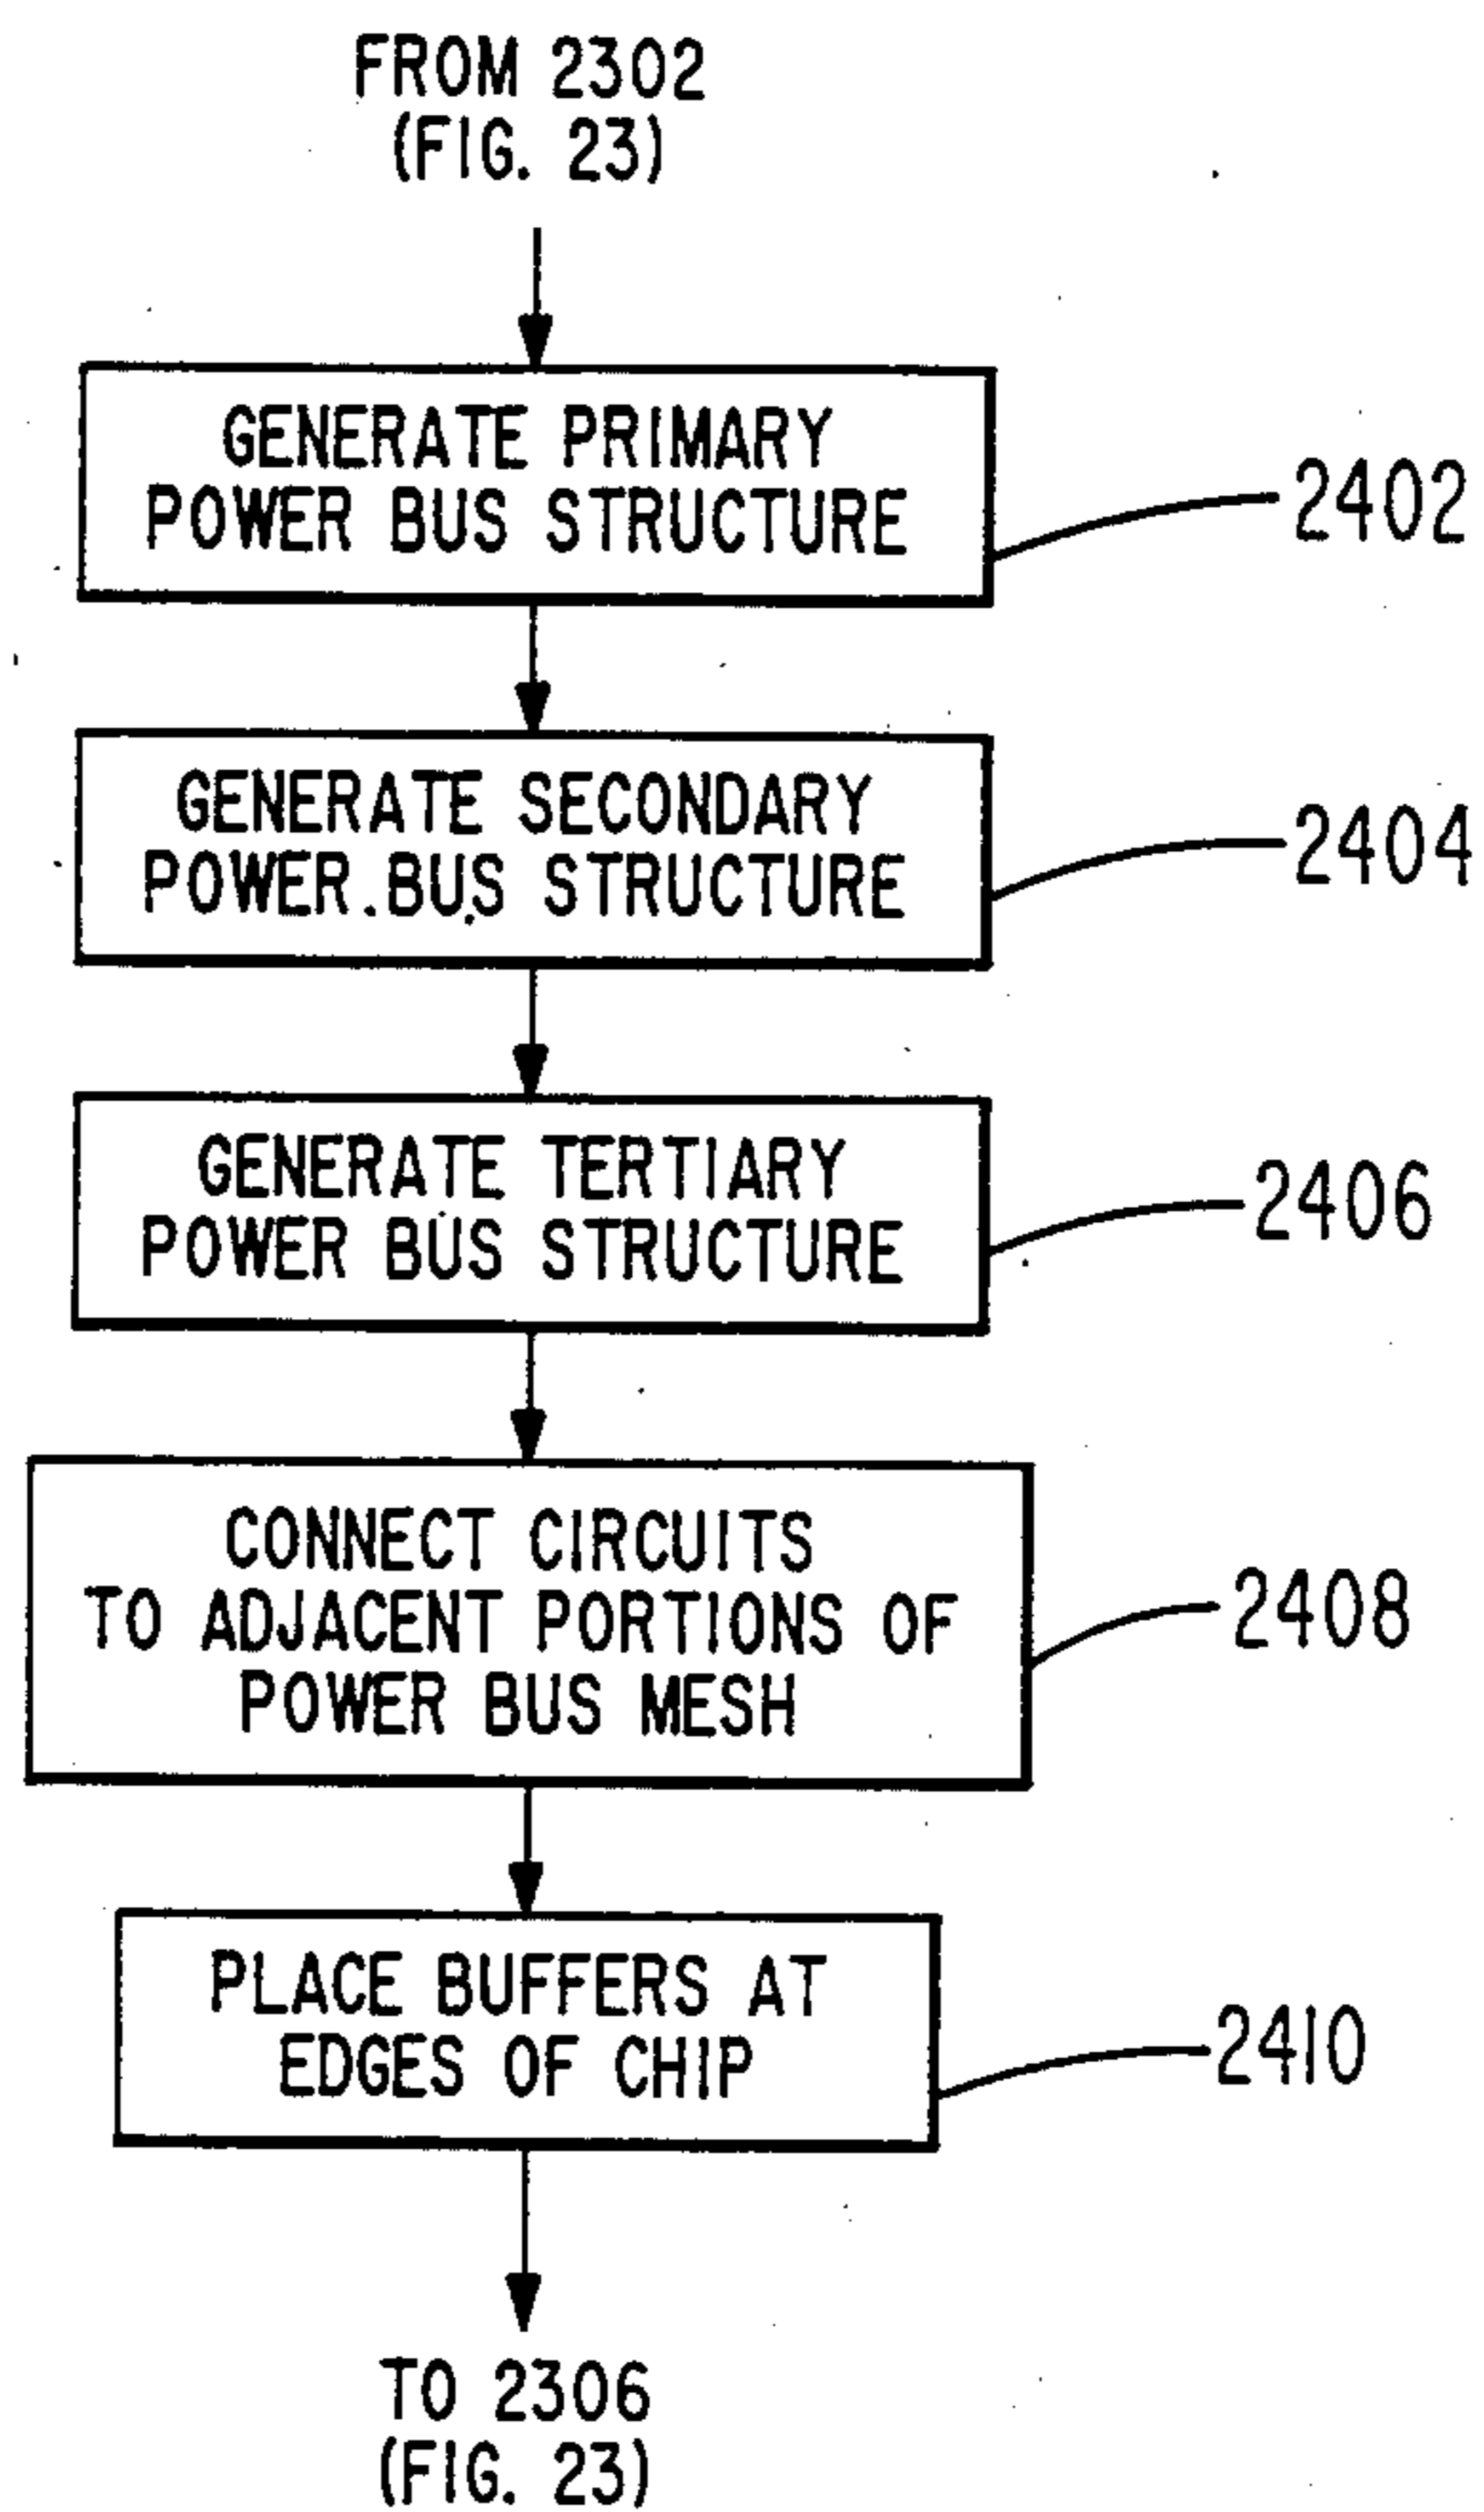 FROM 2302
(FIG. 23)
GENERATE PRIMARY
POWER BUS STRUCTURE
2402
GENERATE SECONDARY
POWER BUS STRUCTURE
2404
GENERATE TERTIARY
POWER BUS STRUCTURE
2406
CONNECT CIRCUITS
TO ADJACENT PORTIONS OF
POWER BUS MESH
2408
PLACE BUFFERS AT
EDGES OF CHIP
2410
TO 2306
(FIG. 23)